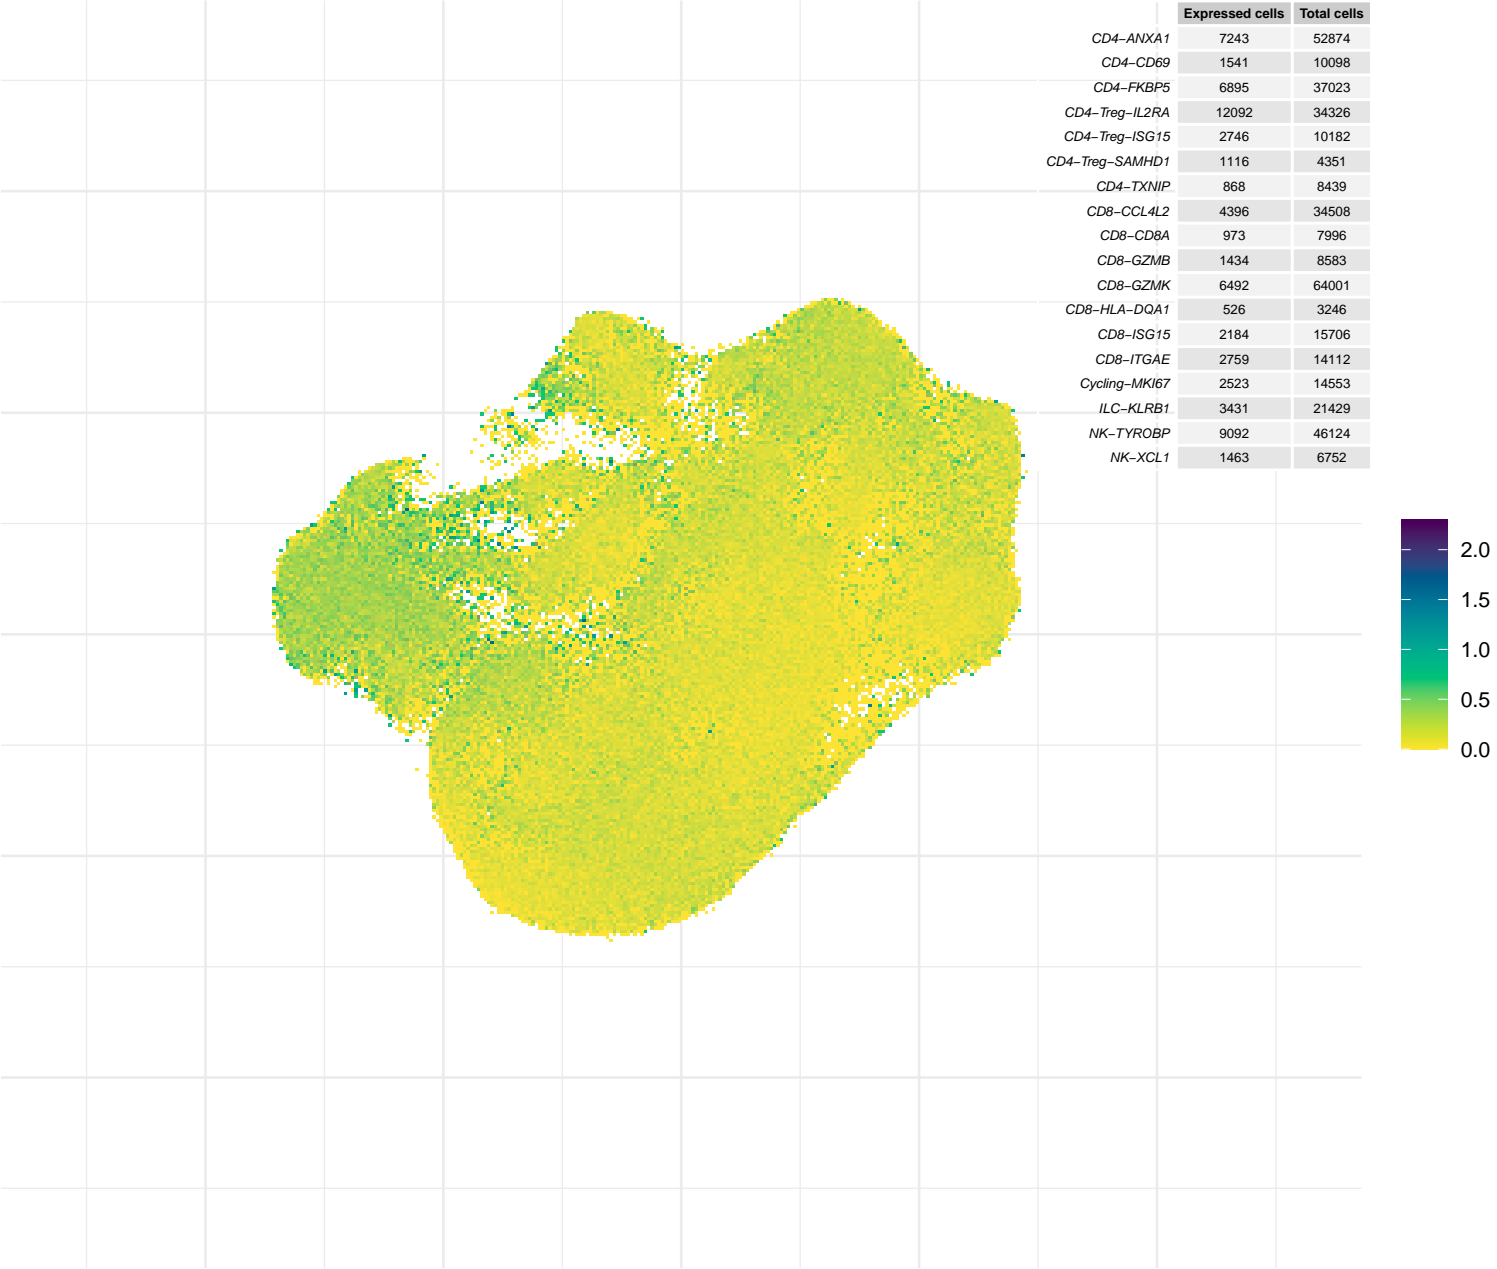 Expressed cells Total cells
CD4−ANXA1 7243 52874
CD4−CD69 1541 10098
CD4−FKBP5 6895 37023
CD4−Treg−IL2RA 12092 34326
CD4−Treg−ISG15 2746 10182
CD4−Treg−SAMHD1 1116 4351
CD4−TXNIP 868 8439
CD8−CCL4L2 4396 34508
CD8−CD8A 973 7996
CD8−GZMB 1434 8583
CD8−GZMK 6492 64001
CD8−HLA−DQA1 526 3246
CD8−ISG15 2184 15706
CD8−ITGAE 2759 14112
Cycling−MKI67 2523 14553
ILC−KLRB1 3431 21429
NK−TYROBP 9092 46124
NK−XCL1 1463 6752
2.0
1.5
1.0
0.5
0.0